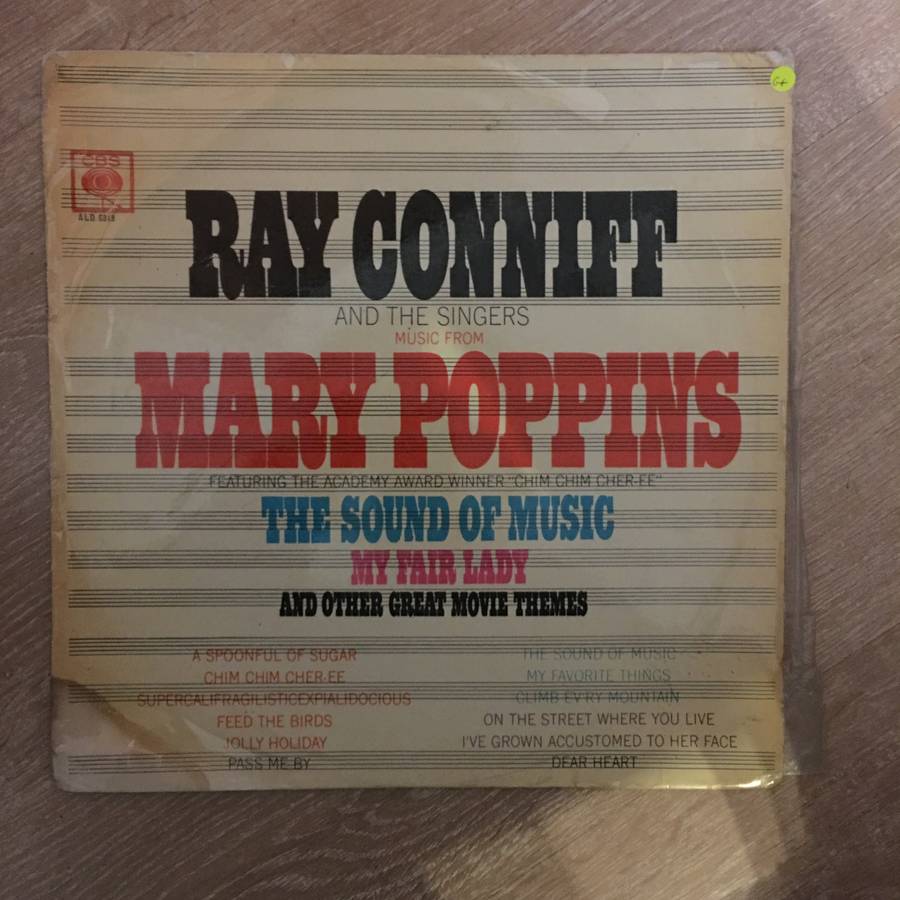 G+
CBS
ALD 6918
RAY CONNIFF
AND THE SINGERS
MUSIC FROM
MARY POPPINS
FEATURING THE ACADEMY AWARD WINNER "CHIM CHIM CHER-EE"
THE SOUND OF MUSIC
MY FAIR LADY
AND OTHER GREAT MOVIE THEMES
A SPOONFUL OF SUGAR
CHIM CHIM CHER-EE
SUPERCALIFRAGILISTICEXPIALIDOCIOUS
FEED THE BIRDS
JOLLY HOLIDAY
PASS ME BY
THE SOUND OF MUSIC
MY FAVORITE THINGS
CLIMB EV'RY MOUNTAIN
ON THE STREET WHERE YOU LIVE
I'VE GROWN ACCUSTOMED TO HER FACE
DEAR HEART